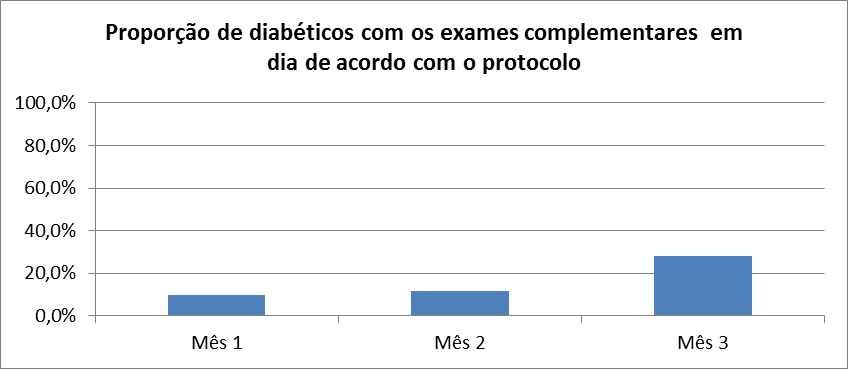 Proporção de diabéticos com os exames complementares em
dia de acordo com o protocolo
100,0%
80,0%
60,0%
40,0%
20,0%
0,0%
Mês 1
Mês 2
Mês 3